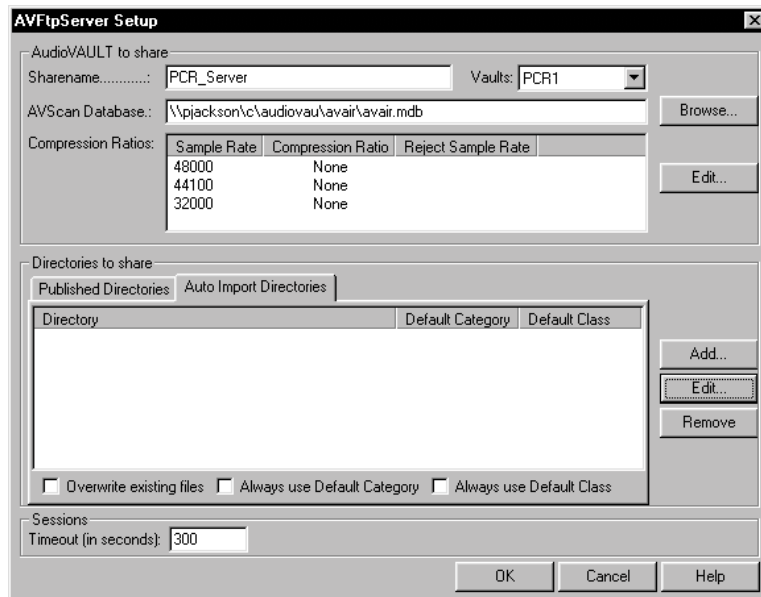 AVFtpServer Setup
AudioVAULT to share
Sharename...........: PCR_Server Vaults: PCR1
AVScan Database.: \\pjackson\c\audiovau\avair\avair.mdb Browse...
Compression Ratios: Sample Rate Compression Ratio Reject Sample Rate
48000 None
44100 None
32000 None
Edit...
Directories to share
Published Directories Auto Import Directories
Directory Default Category Default Class
Add...
Edit...
Remove
Overwrite existing files Always use Default Category Always use Default Class
Sessions
Timeout (in seconds): 300
OK Cancel Help